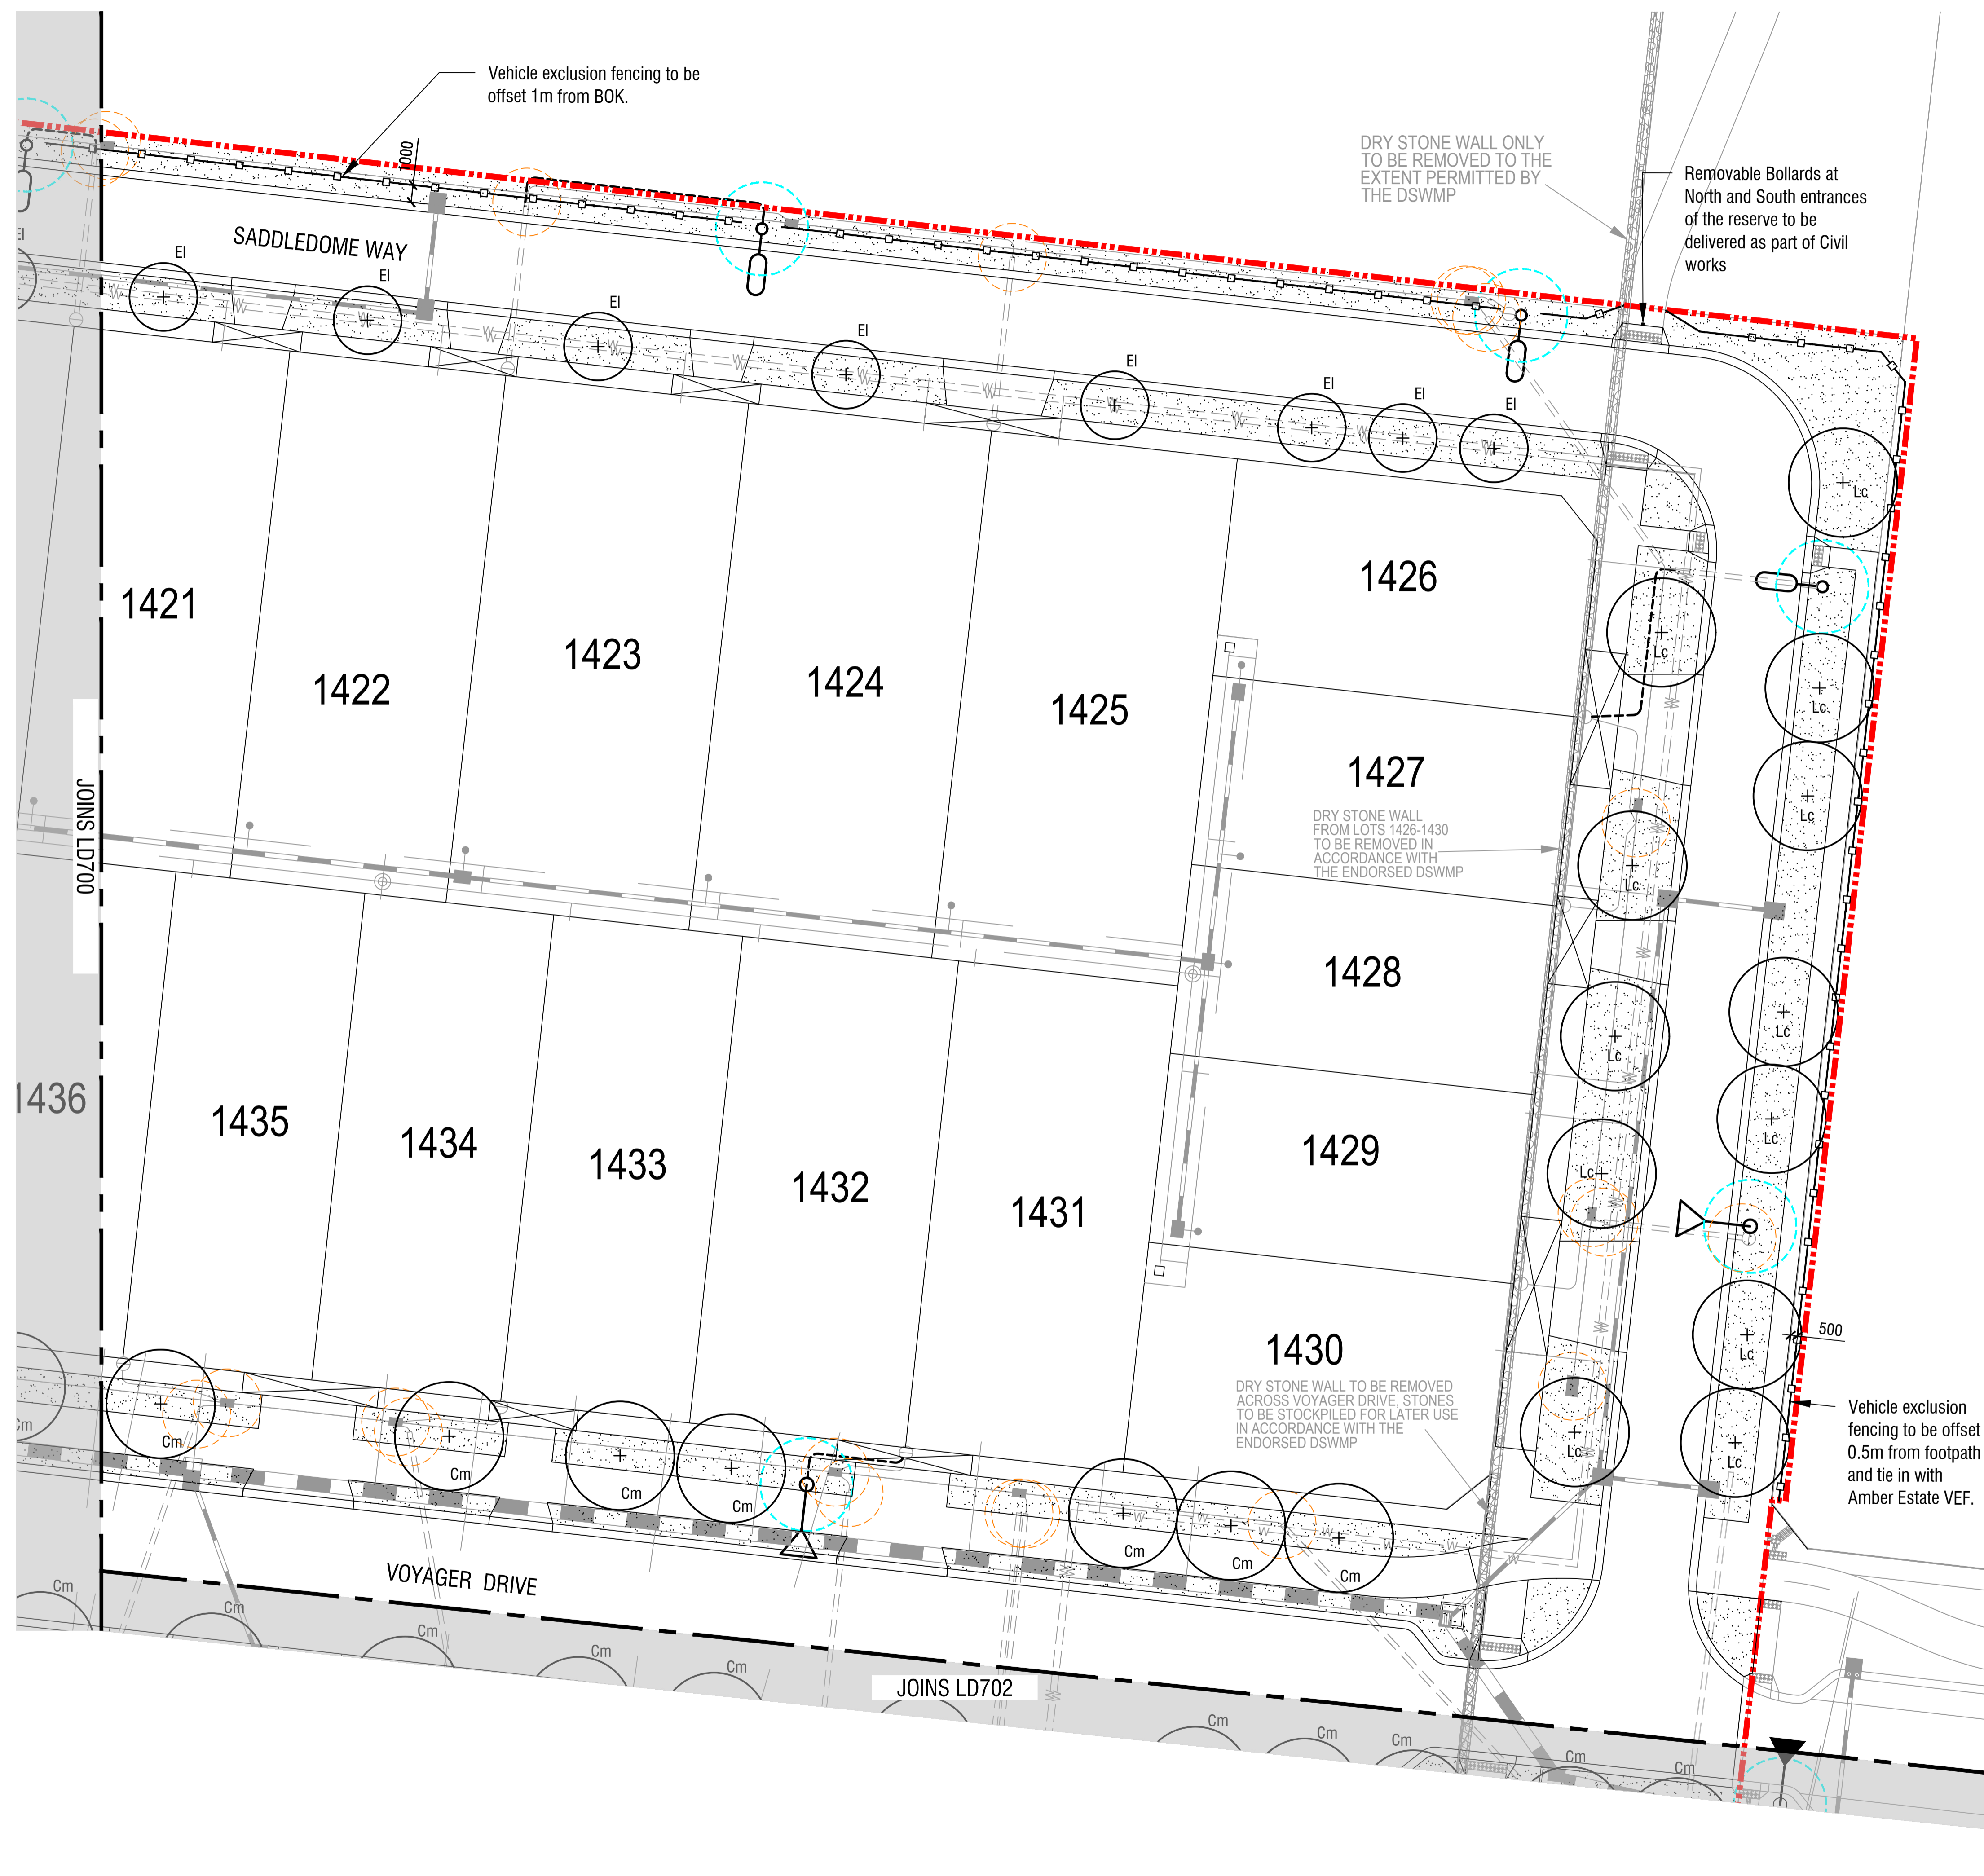 Vehicle exclusion fencing to be
offset 1m from BOK.
1000
DRY STONE WALL ONLY
TO BE REMOVED TO THE
EXTENT PERMITTED BY
THE DSWMP
Removable Bollards at
North and South entrances
of the reserve to be
delivered as part of Civil
works
SADDLEDOME WAY
El
El
El
El
El
El
El
El
El
W
W
W
W
W
W
W
W
W
Lc
1426
1421
1422
1423
1424
1425
Lc
Lc
1427
Lc
DRY STONE WALL
FROM LOTS 1426-1430
TO BE REMOVED IN
ACCORDANCE WITH
THE ENDORSED DSWMP
JOINS LD700
Lc
1428
Lc
Lc
1436
1435
1434
1433
1432
1431
1429
Lc
Lc
1430
500
Lc
DRY STONE WALL TO BE REMOVED
ACROSS VOYAGER DRIVE, STONES
TO BE STOCKPILED FOR LATER USE
IN ACCORDANCE WITH THE
ENDORSED DSWMP
Vehicle exclusion
fencing to be offset
0.5m from footpath
and tie in with
Amber Estate VEF.
Lc
Lc
Cm
Cm
Cm
Cm
Cm
Cm
Cm
Cm
W
W
W
W
W
VOYAGER DRIVE
Cm
Cm
Cm
Cm
Cm
JOINS LD702
Cm
Cm
Cm
Cm
Cm